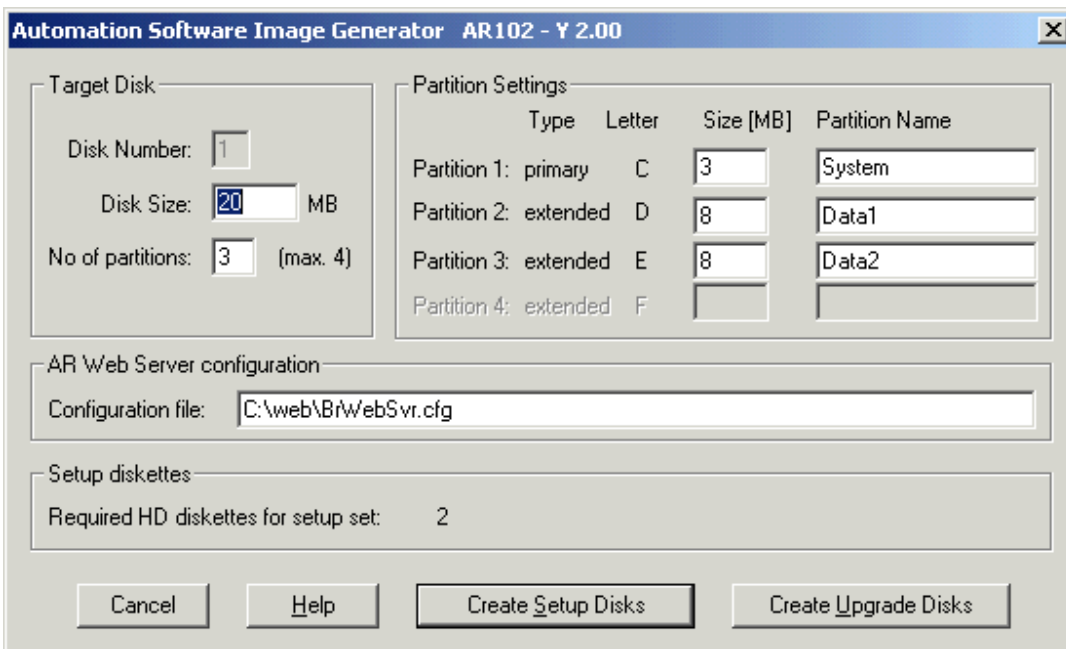 Automation Software Image Generator AR102 - Y 2.00
Target Disk
Disk Number: 1
Disk Size: 20 MB
No of partitions: 3 (max. 4)
Partition Settings
Type Letter Size [MB] Partition Name
Partition 1: primary C 3 System
Partition 2: extended D 8 Data1
Partition 3: extended E 8 Data2
Partition 4: extended F
AR Web Server configuration
Configuration file: C:\web\BrWebSvr.cfg
Setup diskettes
Required HD diskettes for setup set: 2
Cancel Help Create Setup Disks Create Upgrade Disks